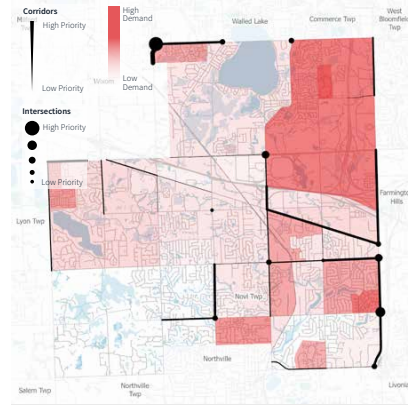 Corridors
High Priority
Low Priority
High
Demand
Low
Demand
Intersections
High Priority
Low Priority
Walled Lake
Commerce Twp
West
Bloomfield
Twp
Farmington
Hills
Lyon Twp
Novi Twp
Northville
Northville
Twp
Salem Twp
Livonia